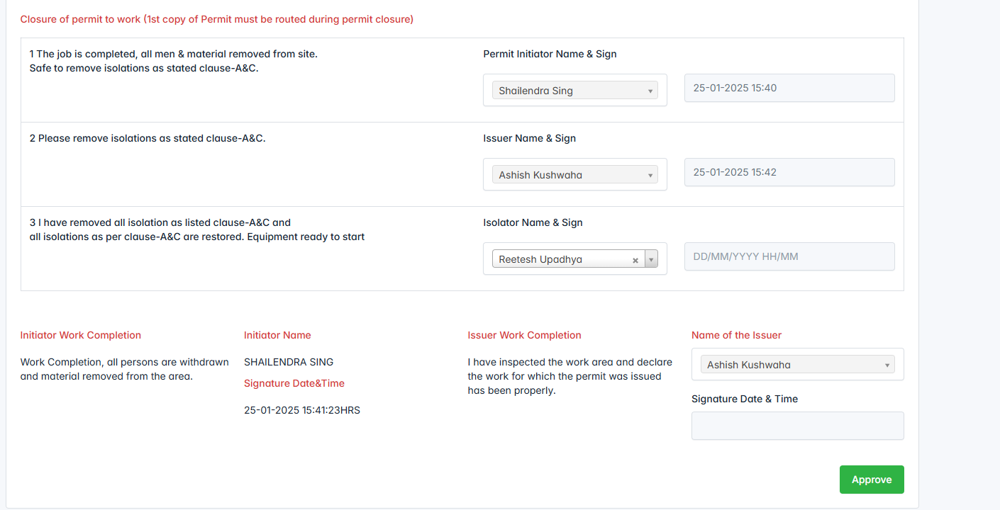 Closure of permit to work (1st copy of Permit must be routed during permit closure)
1 The job is completed, all men & material removed from site.
Safe to remove isolations as stated clause-A&C.
Permit Initiator Name & Sign
Shailendra Sing
25-01-2025 15:40
2 Please remove isolations as stated clause-A&C.
Issuer Name & Sign
Ashish Kushwaha
25-01-2025 15:42
3 I have removed all isolation as listed clause-A&C and
all isolations as per clause-A&C are restored. Equipment ready to start
Isolator Name & Sign
Reetesh Upadhya
DD/MM/YYYY HH/MM
Initiator Work Completion
Work Completion, all persons are withdrawn
and material removed from the area.
Initiator Name
SHAILENDRA SING
Signature Date&Time
25-01-2025 15:41:23HRS
Issuer Work Completion
I have inspected the work area and declare
the work for which the permit was issued
has been properly.
Name of the Issuer
Ashish Kushwaha
Signature Date & Time
Approve